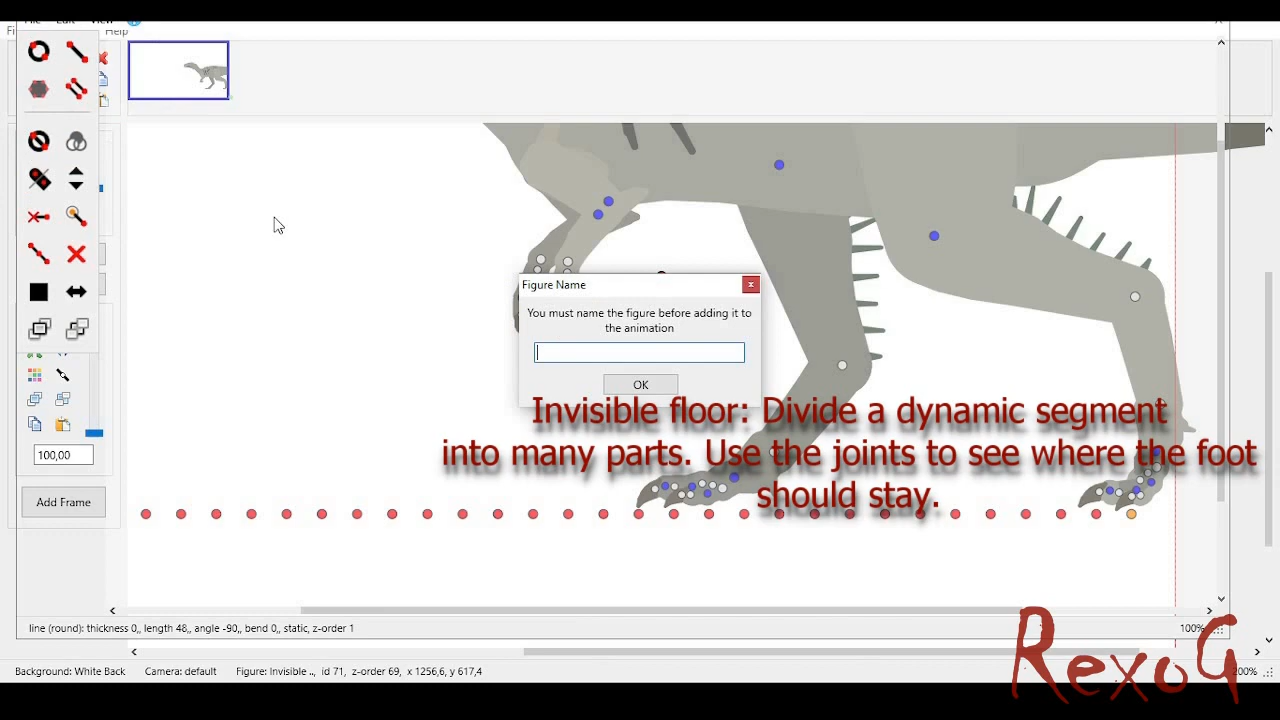 Help
Figure Name
You must name the figure before adding it to
the animation
OK
Invisible floor: Divide a dynamic segment
into many parts. Use the joints to see where the foot
should stay.
100,00
Add Frame
line (round): thickness 0,, length 48,, angle -90,, bend 0,, static, z-order 1
100%
Background: White Back
Camera: default
Figure: Invisible ..,  id 71,  z-order 69,  x 1256,6, y 617,4
200%
RexoG